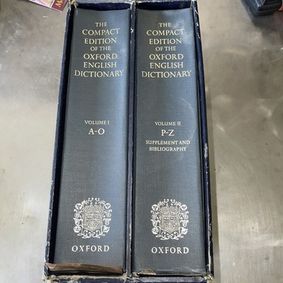 THE
COMPACT
EDITION
OF THE
OXFORD
ENGLISH
DICTIONARY
VOLUME I
A-O
OXFORD
THE
COMPACT
EDITION
OF THE
OXFORD
ENGLISH
DICTIONARY
VOLUME II
P-Z
SUPPLEMENT AND
BIBLIOGRAPHY
OXFORD